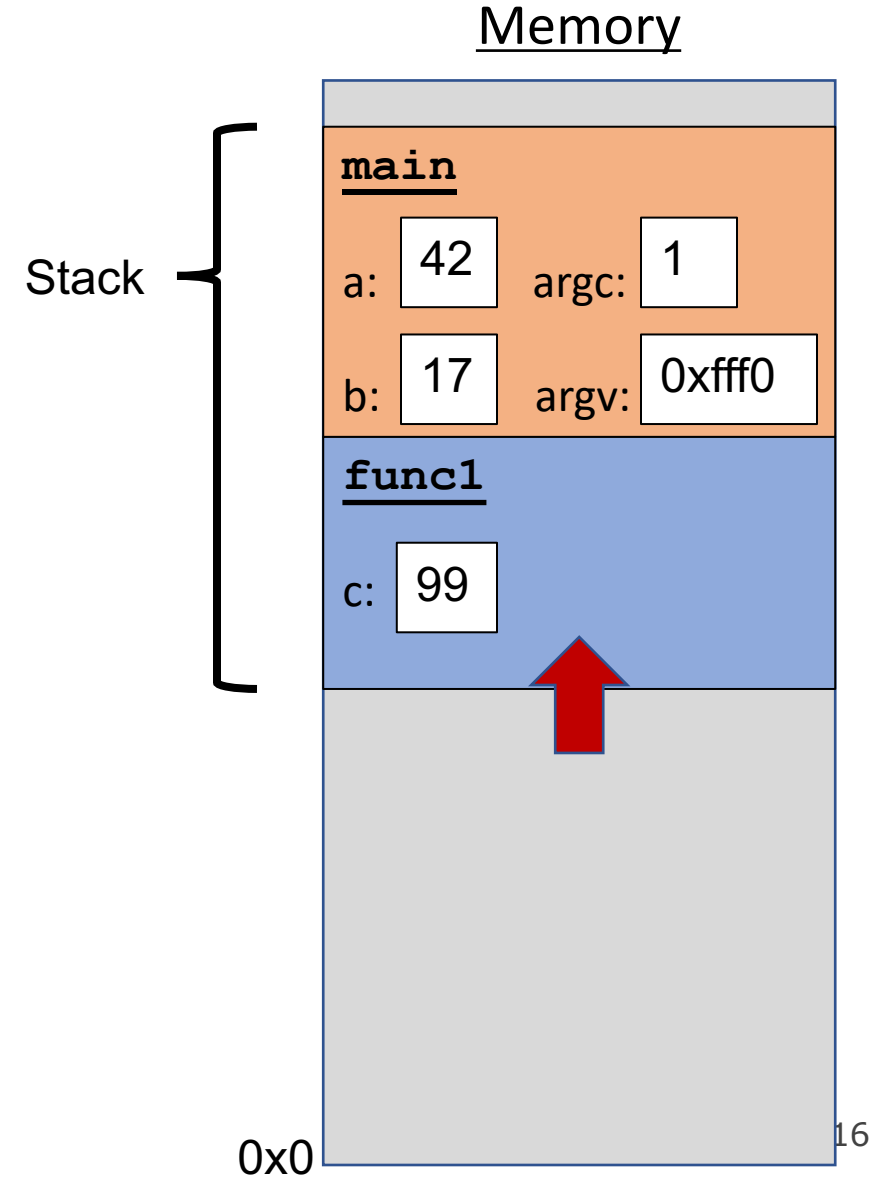 Memory
main
Stack
a: 42 argc: 1
b: 17 argv: 0xfff0
func1
c: 99
16
0x0